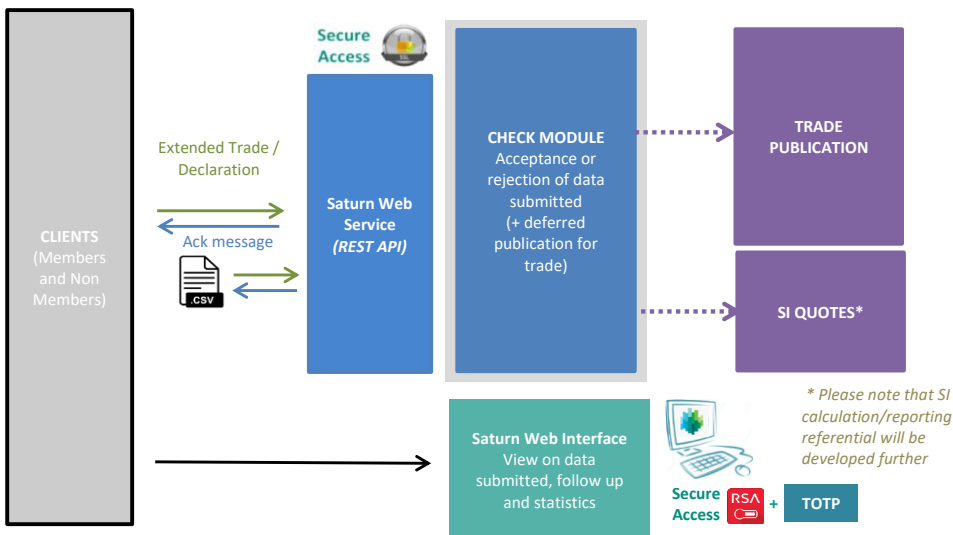 Secure
Access
SSL
Extended Trade /
Declaration
Ack message
.CSV
CLIENTS
(Members
and Non
Members)
Saturn Web
Service
(REST API)
CHECK MODULE
Acceptance or
rejection of data
submitted
(+ deferred
publication for
trade)
TRADE
PUBLICATION
SI QUOTES*
* Please note that SI
calculation/reporting
referential will be
developed further
Saturn Web Interface
View on data
submitted, follow up
and statistics
Secure
Access
RSA
+
TOTP